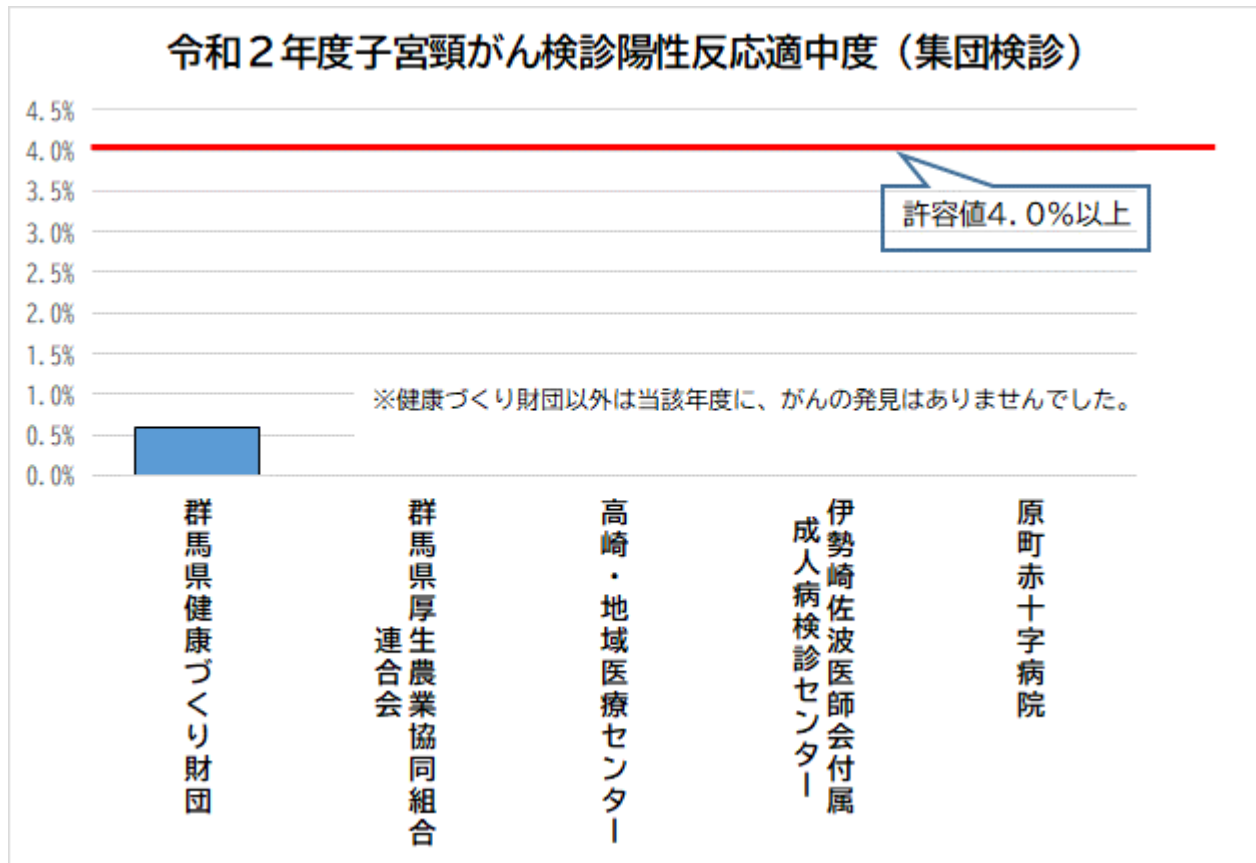 令和２年度子宮頸がん検診陽性反応適中度（集団検診）
4.5%
4.0%
3.5%
3.0%
2.5%
2.0%
1.5%
1.0%
0.5%
0.0%
許容値4.0%以上
※健康づくり財団以外は当該年度に、がんの発見はありませんでした。
群馬県健康づくり財団
群馬県厚生農業協同組合
連合会
高崎・地域医療センター
伊勢崎佐波医師会付属
成人病検診センター
原町赤十字病院